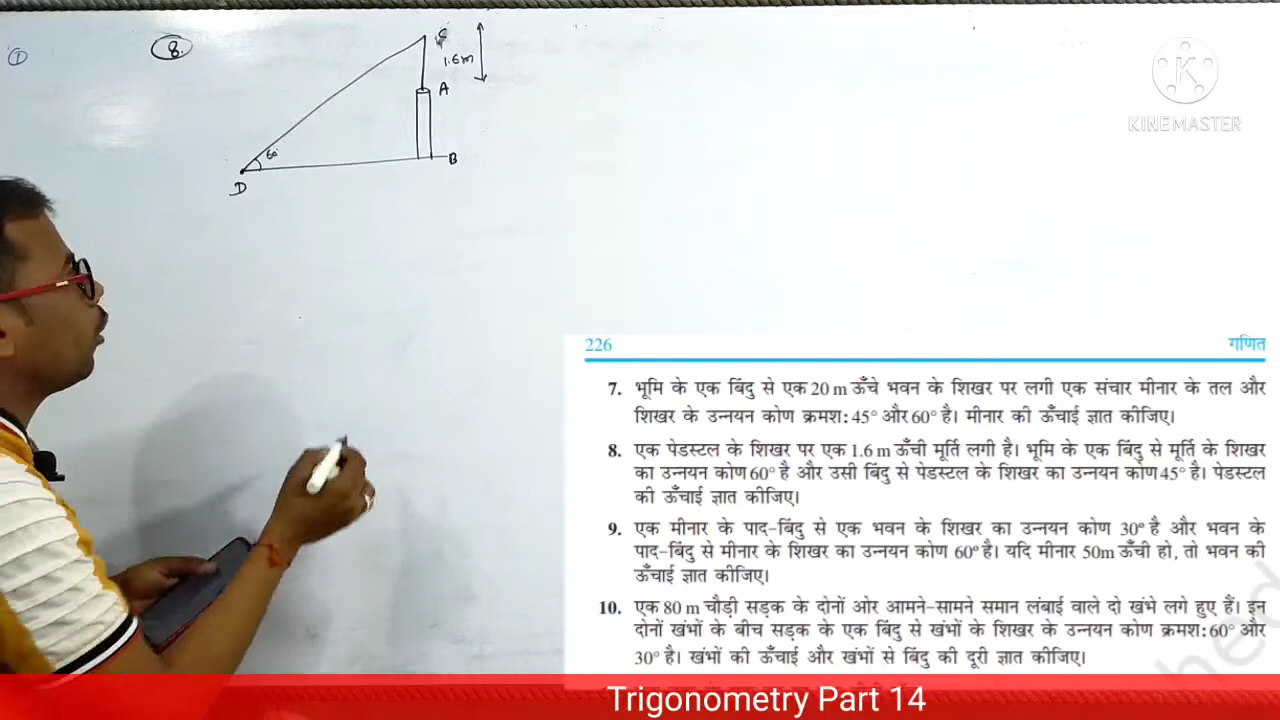 ①
8.
C
1.6m
A
60°
B
D
K
KINEMASTER
226 गणित
7. भूमि के एक बिंदु से एक 20 m ऊँचे भवन के शिखर पर लगी एक संचार मीनार के तल और
शिखर के उन्नयन कोण क्रमश: 45° और 60° है। मीनार की ऊँचाई ज्ञात कीजिए।
8. एक पेडस्टल के शिखर पर एक 1.6 m ऊँची मूर्ति लगी है। भूमि के एक बिंदु से मूर्ति के शिखर
का उन्नयन कोण 60° है और उसी बिंदु से पेडस्टल के शिखर का उन्नयन कोण 45° है। पेडस्टल
की ऊँचाई ज्ञात कीजिए।
9. एक मीनार के पाद-बिंदु से एक भवन के शिखर का उन्नयन कोण 30° है और भवन के
पाद-बिंदु से मीनार के शिखर का उन्नयन कोण 60° है। यदि मीनार 50m ऊँची हो, तो भवन की
ऊँचाई ज्ञात कीजिए।
10. एक 80 m चौड़ी सड़क के दोनों ओर आमने-सामने समान लंबाई वाले दो खंभे लगे हुए हैं। इन
दोनों खंभों के बीच सड़क के एक बिंदु से खंभों के शिखर के उन्नयन कोण क्रमश: 60° और
30° है। खंभों की ऊँचाई और खंभों से बिंदु की दूरी ज्ञात कीजिए।
Trigonometry Part 14